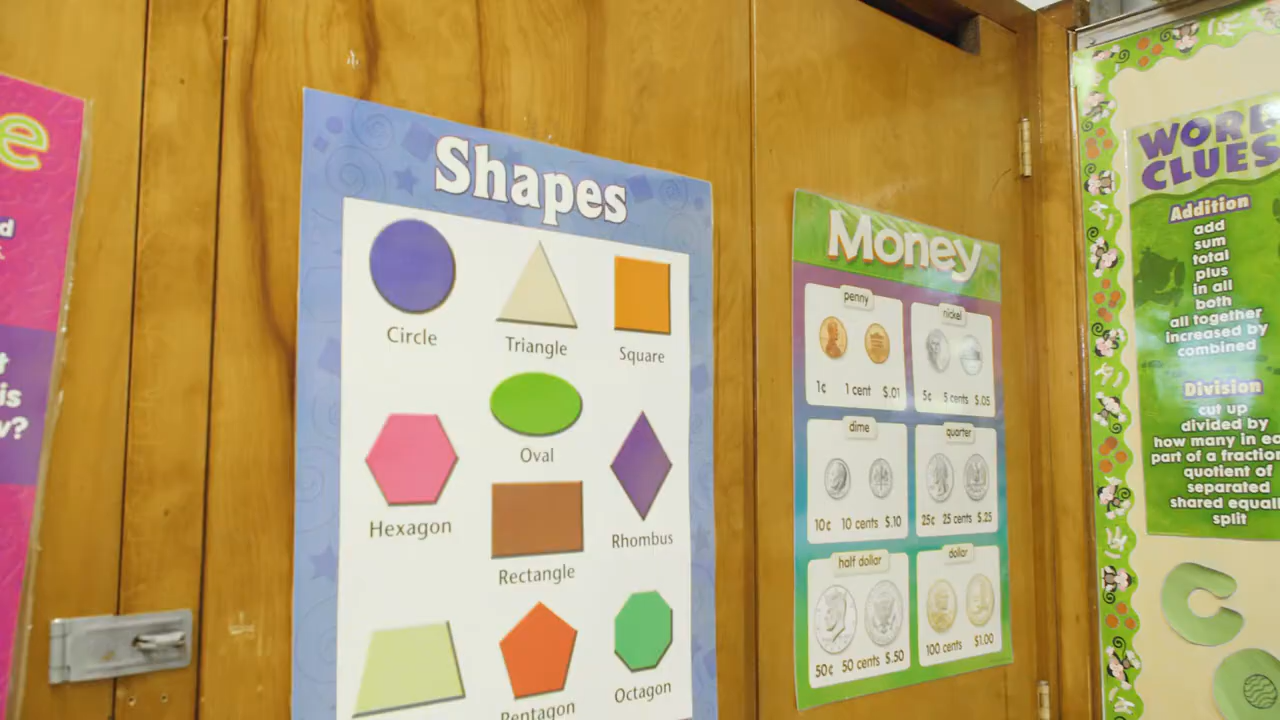 e
d
is
w?
Shapes
Circle
Triangle
Square
Oval
Hexagon
Rhombus
Rectangle
Pentagon
Octagon
Money
penny
1¢ 1 cent $.01
nickel
5¢ 5 cents $.05
dime
10¢ 10 cents $.10
quarter
25¢ 25 cents $.25
half dollar
50¢ 50 cents $.50
dollar
100 cents $1.00
WORD
CLUES
Addition
add
sum
total
plus
in all
both
all together
increased by
combined
Division
cut up
divided by
how many in ea
part of a fraction
quotient of
separated
shared equall
split